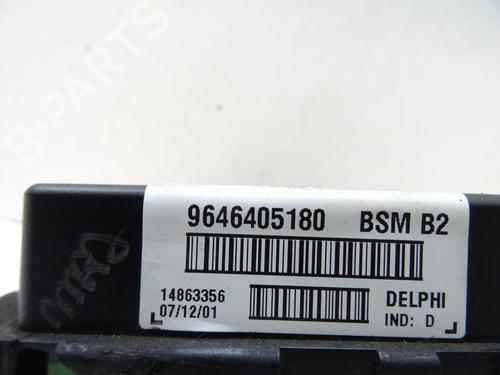 B-PARTS
9646405180 BSM B2
14863356 DELPHI
07/12/01 IND: D